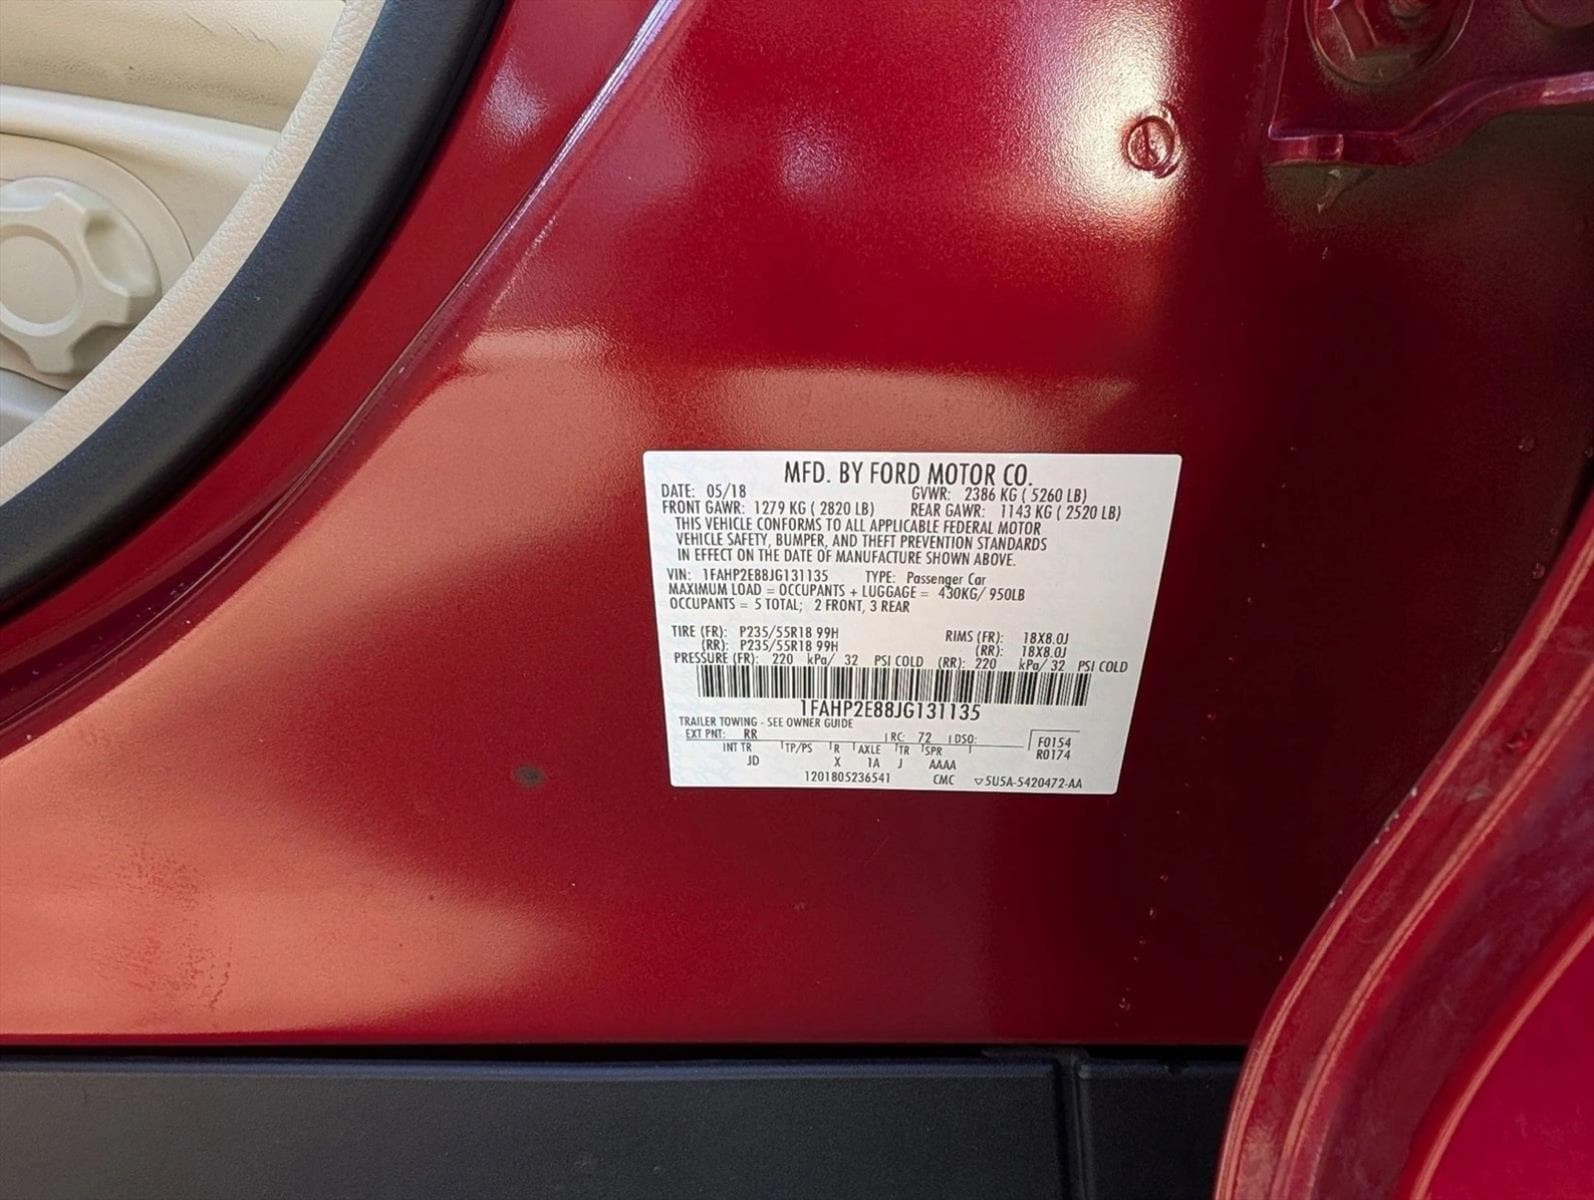 MFD. BY FORD MOTOR CO.
DATE: 05/18 GVWR: 2386 KG ( 5260 LB)
FRONT GAWR: 1279 KG ( 2820 LB) REAR GAWR: 1143 KG ( 2520 LB)
THIS VEHICLE CONFORMS TO ALL APPLICABLE FEDERAL MOTOR
VEHICLE SAFETY, BUMPER, AND THEFT PREVENTION STANDARDS
IN EFFECT ON THE DATE OF MANUFACTURE SHOWN ABOVE.
VIN: 1FAHP2E88JG131135 TYPE: Passenger Car
MAXIMUM LOAD = OCCUPANTS + LUGGAGE = 430KG/ 950LB
OCCUPANTS = 5 TOTAL; 2 FRONT, 3 REAR
TIRE (FR): P235/55R18 99H RIMS (FR): 18X8.0J
(RR): P235/55R18 99H (RR): 18X8.0J
PRESSURE (FR): 220 kPa/ 32 PSI COLD (RR): 220 kPa/ 32 PSI COLD
1FAHP2E88JG131135
TRAILER TOWING - SEE OWNER GUIDE
EXT PNT: RR RC: 72 DSO: F0154
INT TR TP/PS R AXLE TR SPR R0174
JD X 1A J AAAA
1201805236541 CMC ▽5U5A-5420472-AA